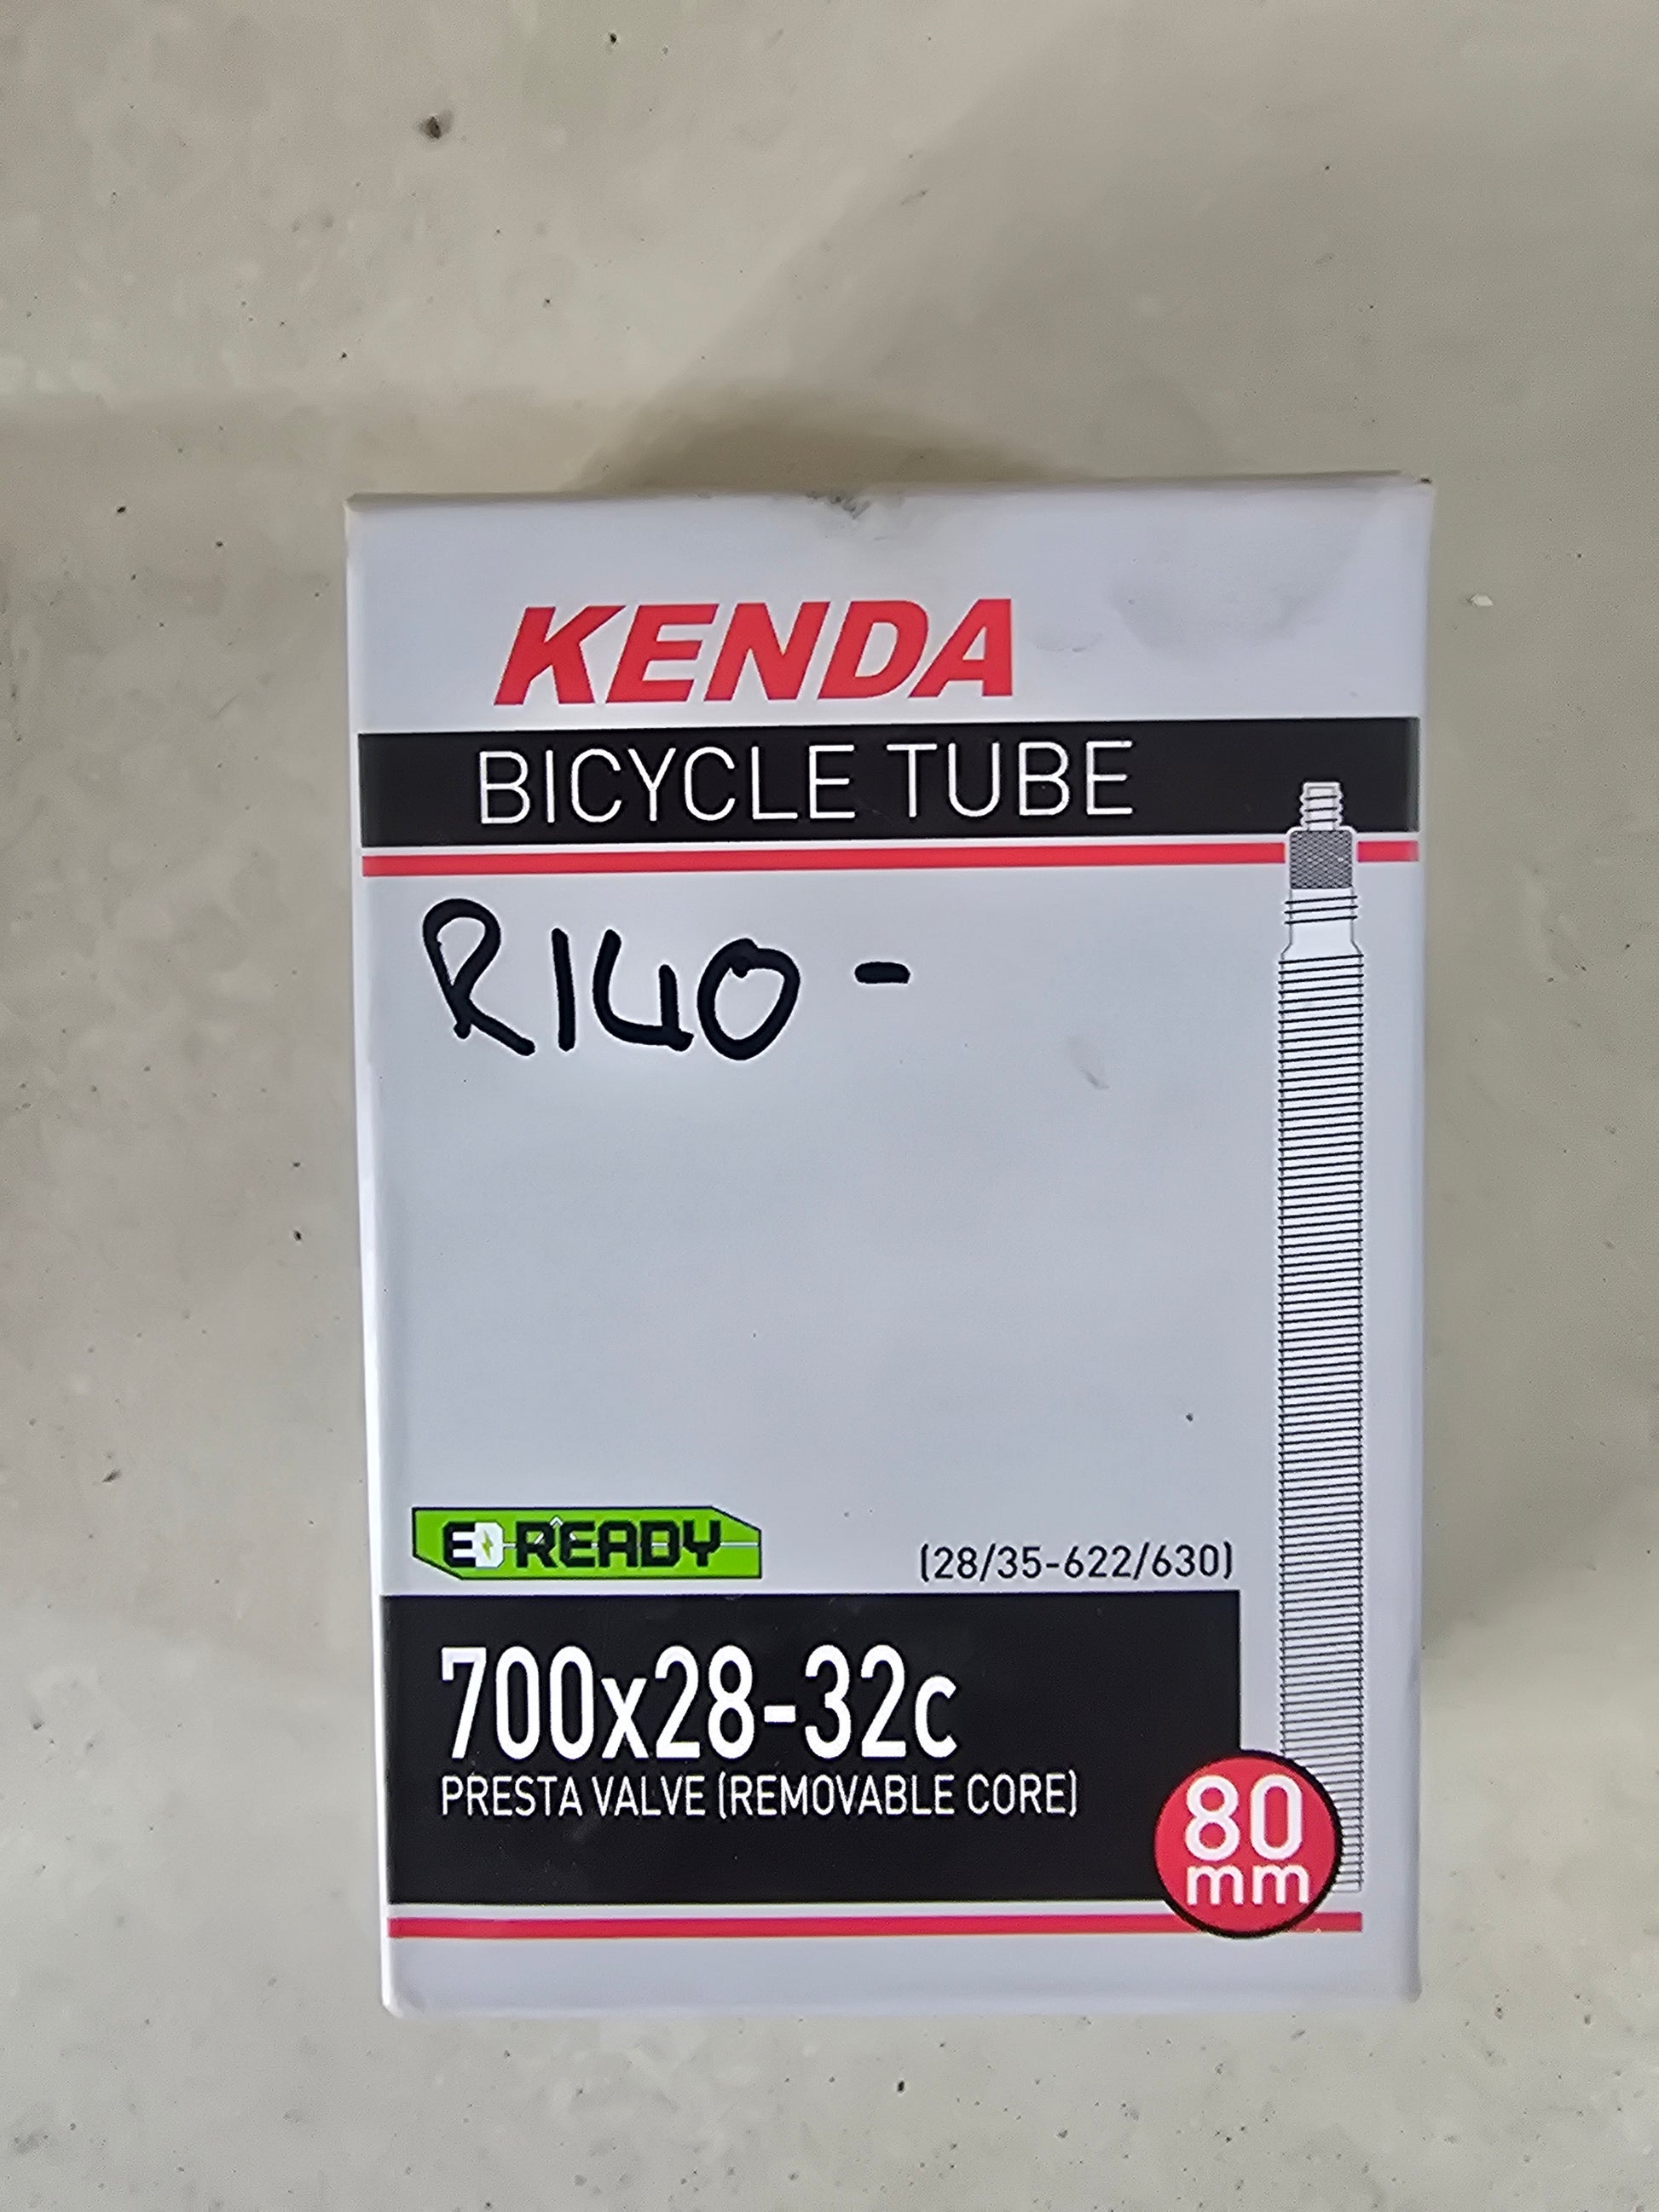 KENDA
BICYCLE TUBE
R140 -
E READY
(28/35-622/630)
700x28-32c
PRESTA VALVE (REMOVABLE CORE)
80
mm